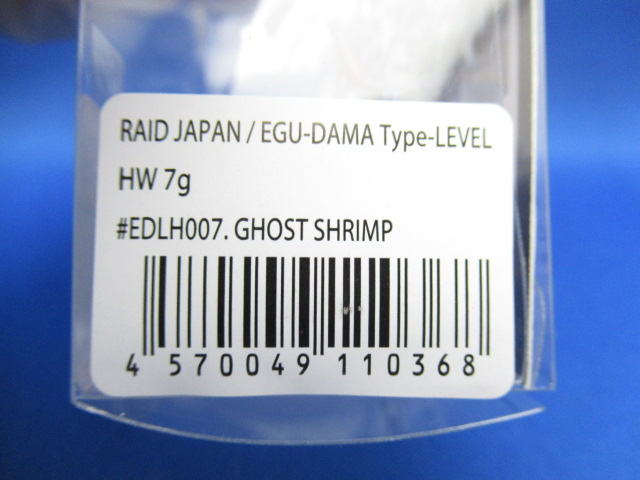 RAID JAPAN / EGU-DAMA Type-LEVEL
HW 7g
#EDLH007. GHOST SHRIMP
4 570049 110368